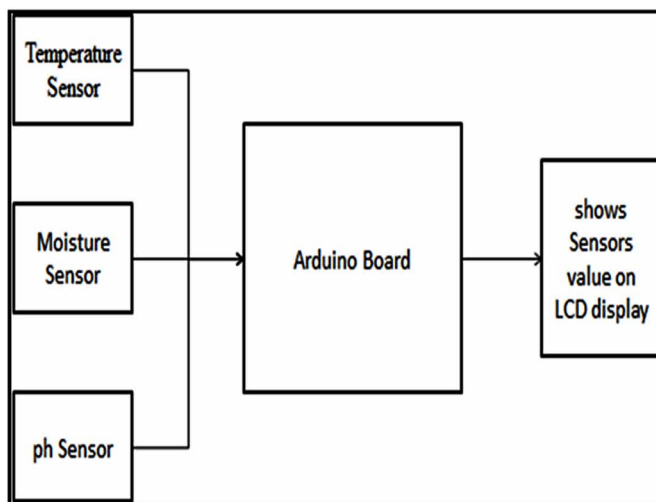 Temperature
Sensor
Moisture
Sensor
ph Sensor
Arduino Board
shows
Sensors
value on
LCD display